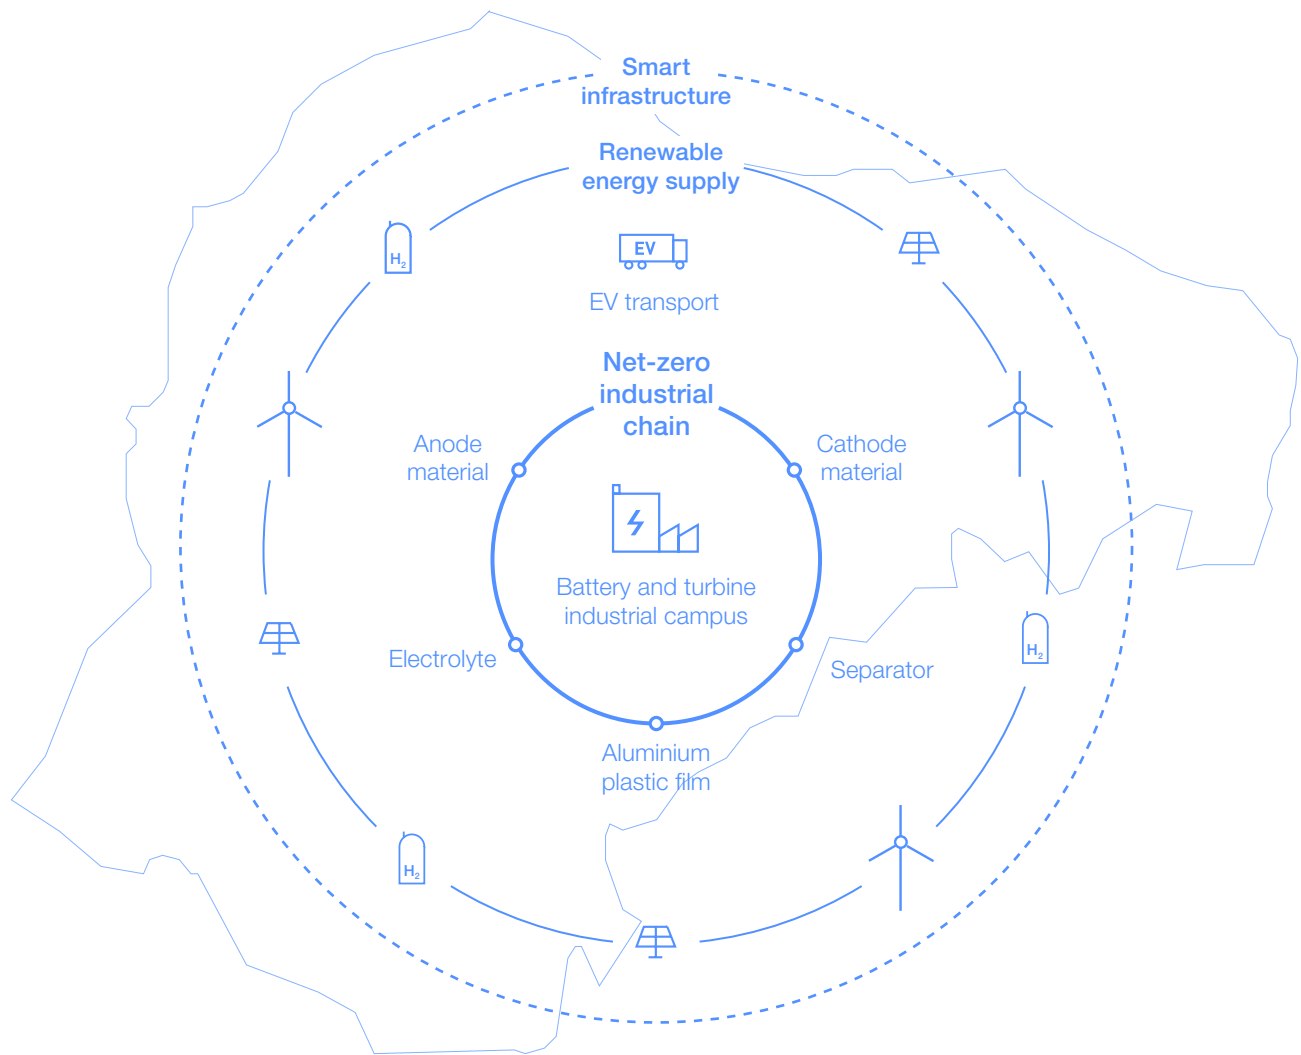 Smart
infrastructure
Renewable
energy supply
H₂
EV
EV transport
Net-zero
industrial
chain
Anode
material
Cathode
material
Battery and turbine
industrial campus
Electrolyte
Separator
H₂
Aluminium
plastic film
H₂